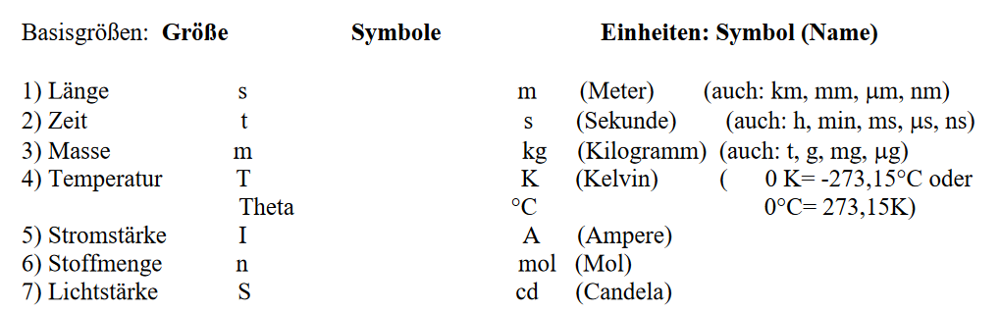 Basisgrößen: Größe Symbole Einheiten: Symbol (Name)
1) Länge s m (Meter) (auch: km, mm, μm, nm)
2) Zeit t s (Sekunde) (auch: h, min, ms, μs, ns)
3) Masse m kg (Kilogramm) (auch: t, g, mg, μg)
4) Temperatur T K (Kelvin) ( 0 K= -273,15°C oder
Theta °C 0°C= 273,15K)
5) Stromstärke I A (Ampere)
6) Stoffmenge n mol (Mol)
7) Lichtstärke S cd (Candela)